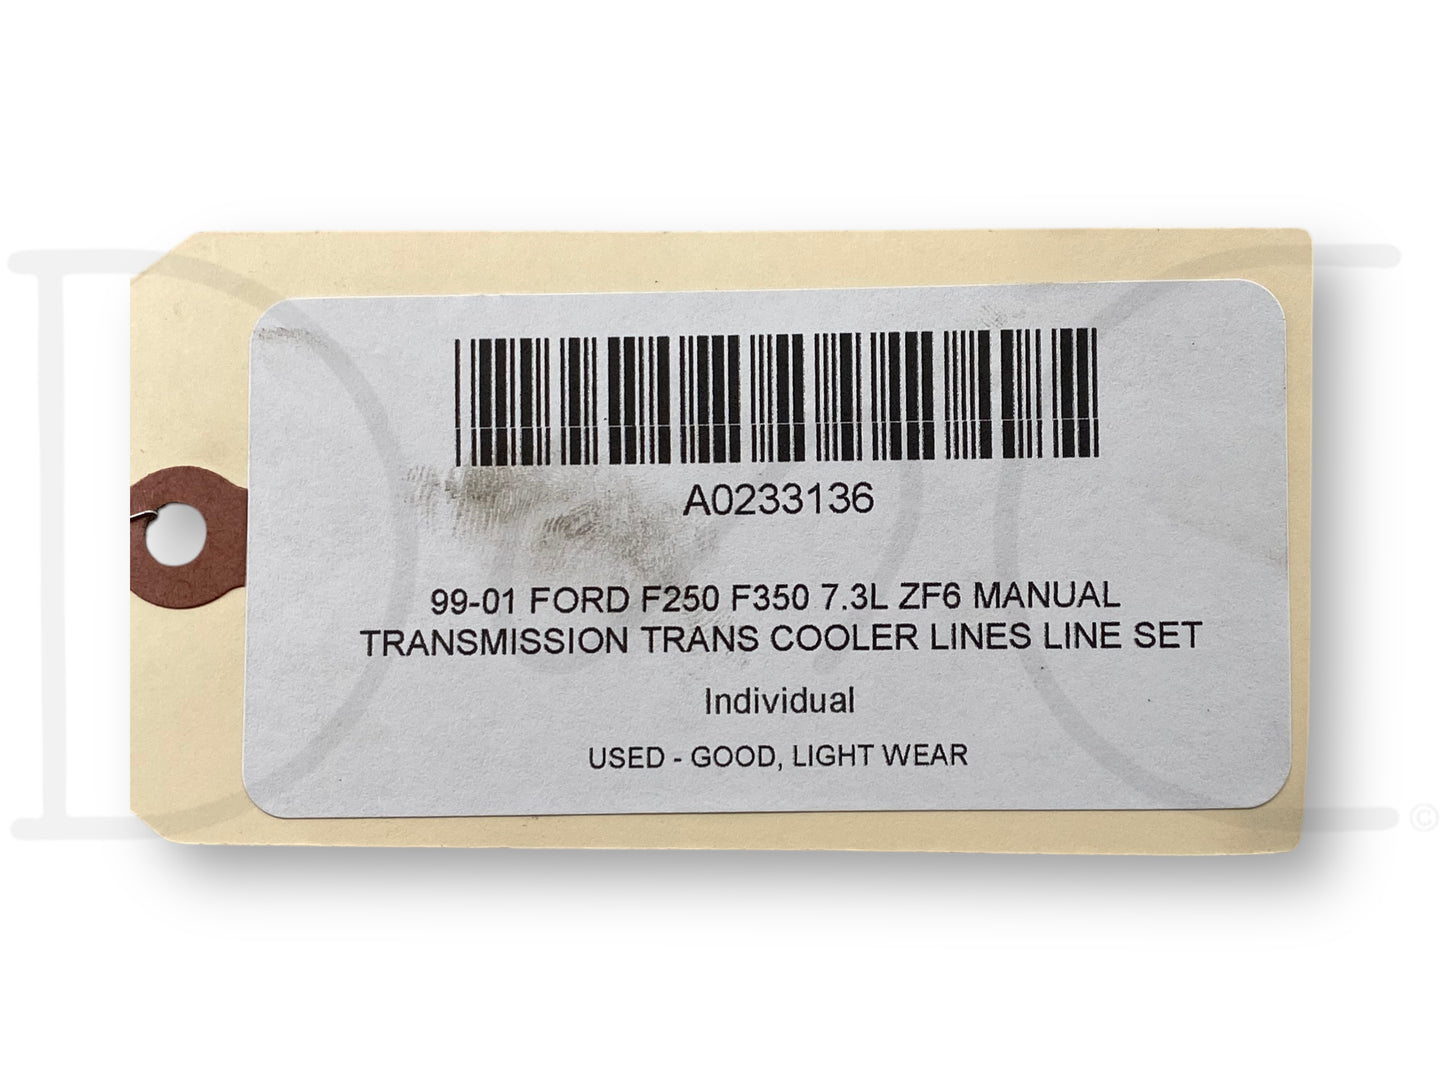 A0233136
99-01 FORD F250 F350 7.3L ZF6 MANUAL
TRANSMISSION TRANS COOLER LINES LINE SET
Individual
USED - GOOD, LIGHT WEAR
©